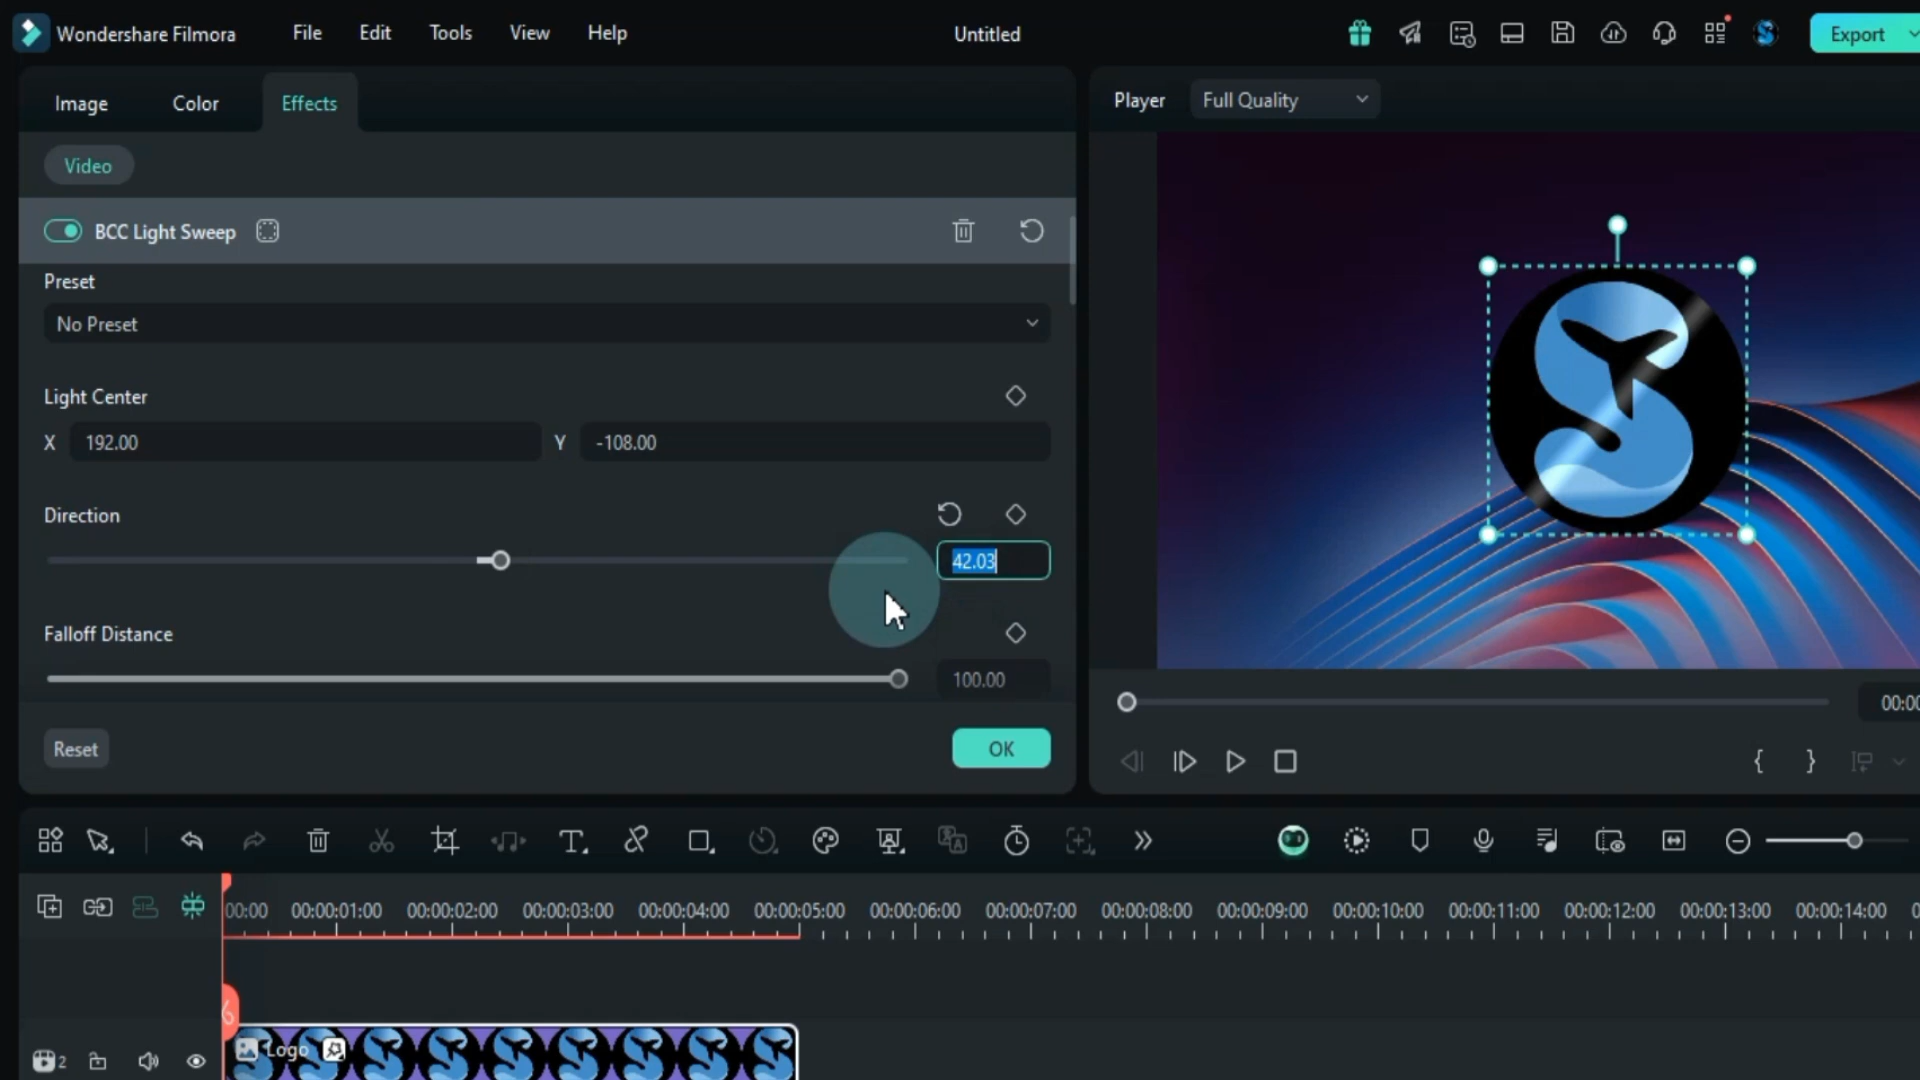 Wondershare Filmora
File Edit Tools View Help
Untitled
Export
Image Color Effects
Player Full Quality
Video
BCC Light Sweep
Preset
No Preset
Light Center
X 192.00 Y -108.00
Direction
42.03
Falloff Distance
100.00
00:00
Reset OK
{ }
00:00 00:00:01:00 00:00:02:00 00:00:03:00 00:00:04:00 00:00:05:00 00:00:06:00 00:00:07:00 00:00:08:00 00:00:09:00 00:00:10:00 00:00:11:00 00:00:12:00 00:00:13:00 00:00:14:00
Logo
2